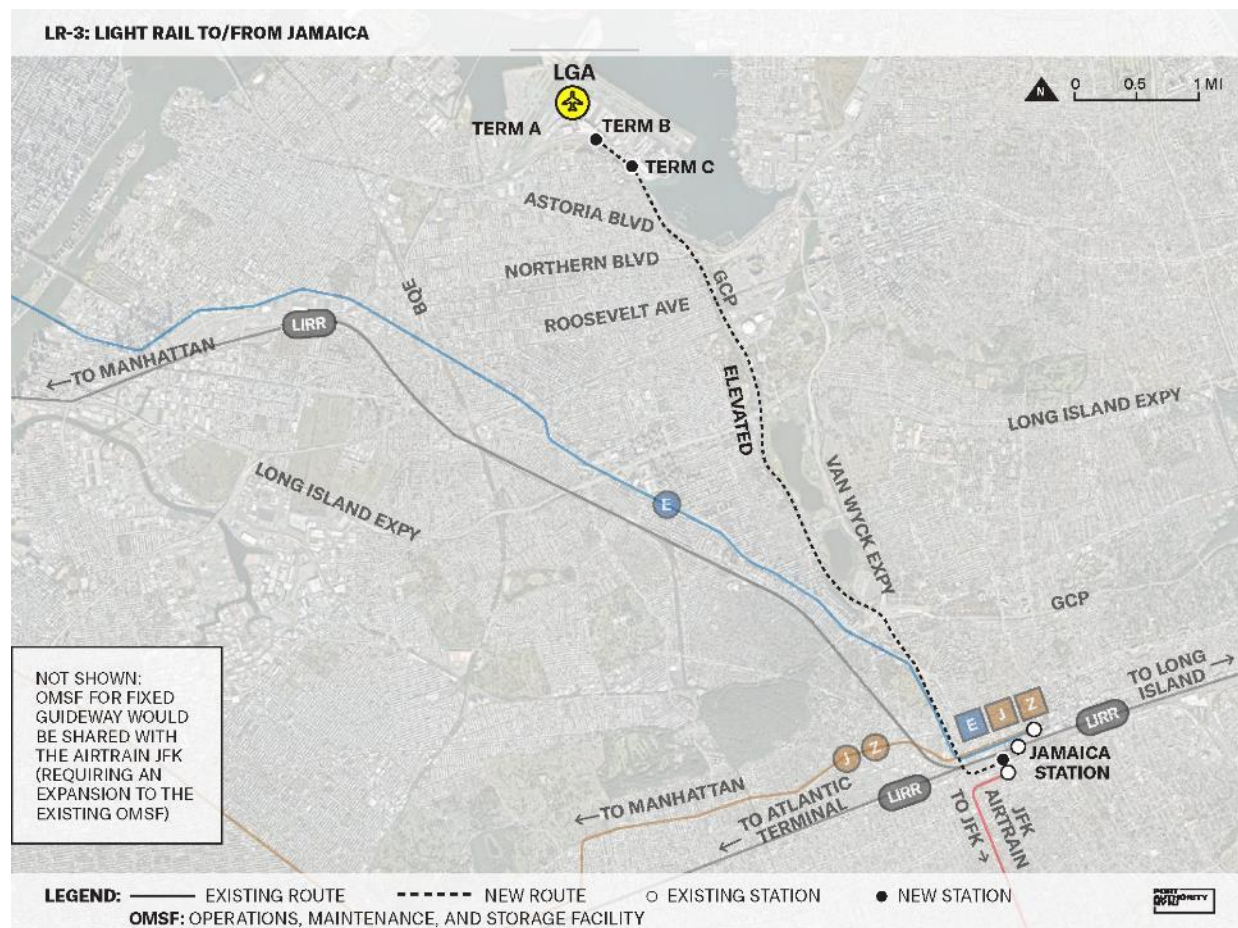 LR-3: LIGHT RAIL TO/FROM JAMAICA
LGA
N
0 0.5 1 MI
TERM A
TERM B
TERM C
ASTORIA BLVD
NORTHERN BLVD
GCP
BQE
ROOSEVELT AVE
LIRR
←TO MANHATTAN
ELEVATED
LONG ISLAND EXPY
LONG ISLAND EXPY
VAN WYCK EXPY
E
GCP
NOT SHOWN:
OMSF FOR FIXED
GUIDEWAY WOULD
BE SHARED WITH
THE AIRTRAIN JFK
(REQUIRING AN
EXPANSION TO THE
EXISTING OMSF)
TO LONG →
ISLAND
E J Z
LIRR
J Z
JAMAICA
STATION
←TO MANHATTAN
TO ATLANTIC
← TERMINAL
LIRR
TO JFK →
JFK
AIRTRAIN
LEGEND: EXISTING ROUTE NEW ROUTE EXISTING STATION NEW STATION
OMSF: OPERATIONS, MAINTENANCE, AND STORAGE FACILITY
PORT
AUTHORITY
NY NJ